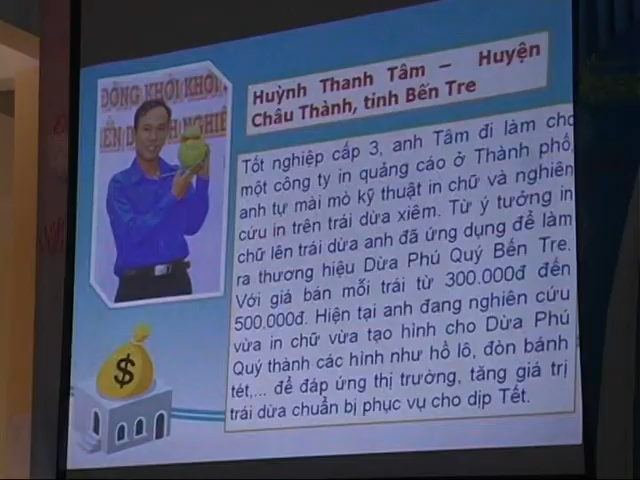 ĐỒNG KHỞI KHỞI
NGHIỆ
Huỳnh Thanh Tâm – Huyện
Châu Thành, tỉnh Bến Tre
Tốt nghiệp cấp 3, anh Tâm đi làm cho
một công ty in quảng cáo ở Thành phố,
anh tự mài mò kỹ thuật in chữ và nghiên
cứu in trên trái dừa xiêm. Từ ý tưởng in
chữ lên trái dừa anh đã ứng dụng để làm
ra thương hiệu Dừa Phú Quý Bến Tre.
Với giá bán mỗi trái từ 300.000đ đến
500.000đ. Hiện tại anh đang nghiên cứu
vừa in chữ vừa tạo hình cho Dừa Phú
Quý thành các hình như hồ lô, đòn bánh
tét,... để đáp ứng thị trường, tăng giá trị
trái dừa chuẩn bị phục vụ cho dịp Tết.
$